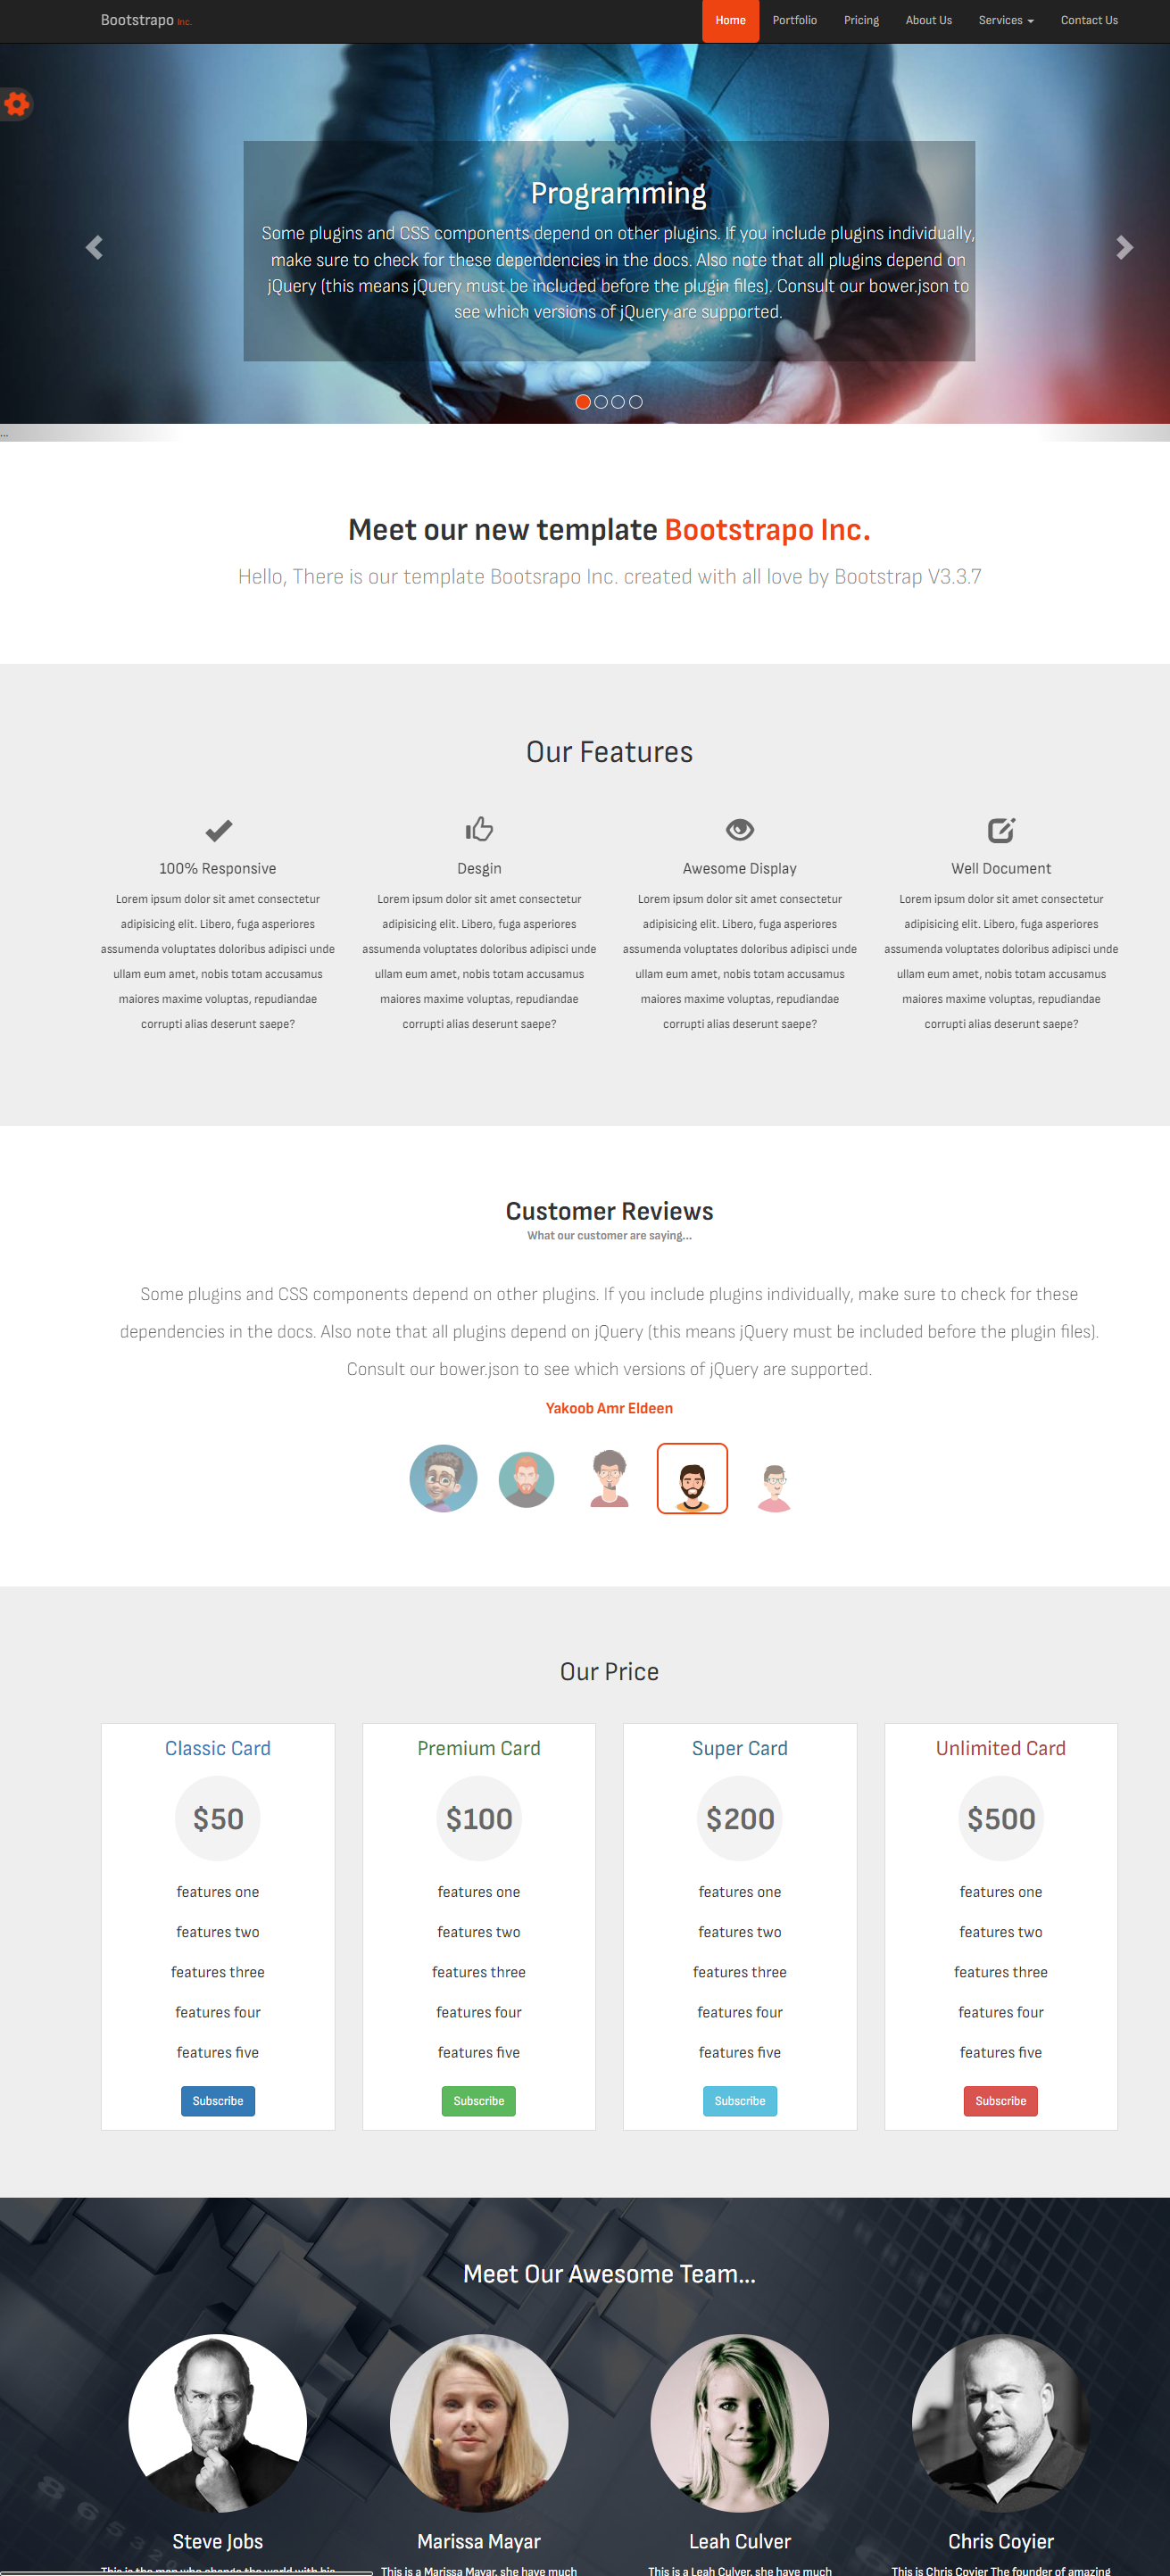 Bootstrapo Inc.
Home
Portfolio
Pricing
About Us
Services
Contact Us
Programming
Some plugins and CSS components depend on other plugins. If you include plugins individually,
make sure to check for these dependencies in the docs. Also note that all plugins depend on
jQuery (this means jQuery must be included before the plugin files). Consult our bower.json to
see which versions of jQuery are supported.
...
Meet our new template Bootstrapo Inc.
Hello, There is our template Bootsrapo Inc. created with all love by Bootstrap V3.3.7
Our Features
100% Responsive
Lorem ipsum dolor sit amet consectetur
adipisicing elit. Libero, fuga asperiores
assumenda voluptates doloribus adipisci unde
ullam eum amet, nobis totam accusamus
maiores maxime voluptas, repudiandae
corrupti alias deserunt saepe?
Desgin
Lorem ipsum dolor sit amet consectetur
adipisicing elit. Libero, fuga asperiores
assumenda voluptates doloribus adipisci unde
ullam eum amet, nobis totam accusamus
maiores maxime voluptas, repudiandae
corrupti alias deserunt saepe?
Awesome Display
Lorem ipsum dolor sit amet consectetur
adipisicing elit. Libero, fuga asperiores
assumenda voluptates doloribus adipisci unde
ullam eum amet, nobis totam accusamus
maiores maxime voluptas, repudiandae
corrupti alias deserunt saepe?
Well Document
Lorem ipsum dolor sit amet consectetur
adipisicing elit. Libero, fuga asperiores
assumenda voluptates doloribus adipisci unde
ullam eum amet, nobis totam accusamus
maiores maxime voluptas, repudiandae
corrupti alias deserunt saepe?
Customer Reviews
What our customer are saying...
Some plugins and CSS components depend on other plugins. If you include plugins individually, make sure to check for these
dependencies in the docs. Also note that all plugins depend on jQuery (this means jQuery must be included before the plugin files).
Consult our bower.json to see which versions of jQuery are supported.
Yakoob Amr Eldeen
Our Price
Classic Card
$50
features one
features two
features three
features four
features five
Subscribe
Premium Card
$100
features one
features two
features three
features four
features five
Subscribe
Super Card
$200
features one
features two
features three
features four
features five
Subscribe
Unlimited Card
$500
features one
features two
features three
features four
features five
Subscribe
Meet Our Awesome Team...
Steve Jobs
This is the man who change the world with his
Marissa Mayar
This is a Marissa Mayar, she have much
Leah Culver
This is a Leah Culver, she have much
Chris Coyier
This is Chris Coyier The founder of amazing